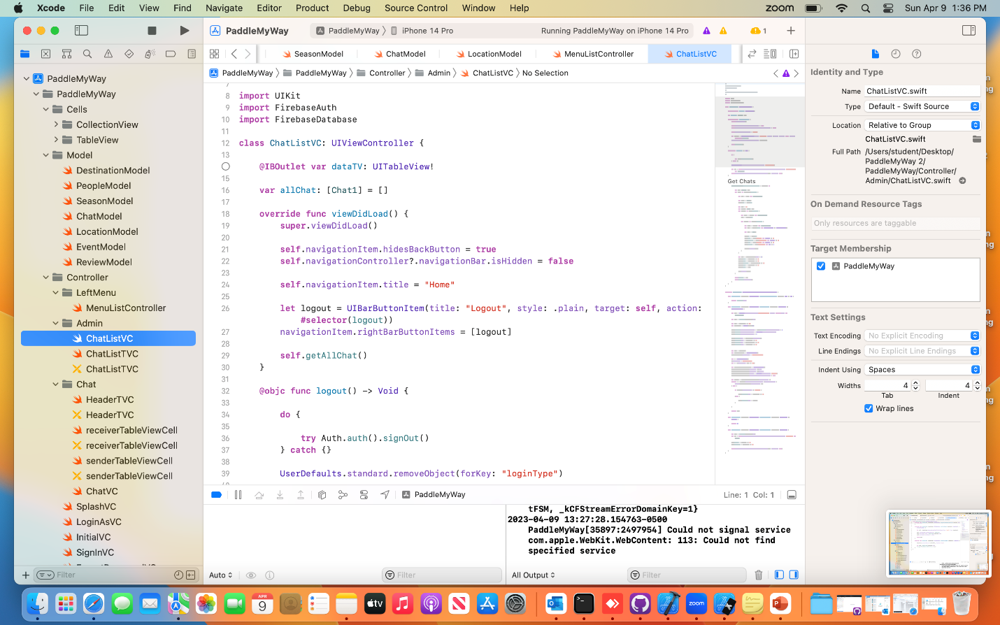 Xcode File Edit View Find Navigate Editor Product Debug Source Control Window Help zoom Sun Apr 9 1:36 PM
PaddleMyWay
PaddleMyWay
iPhone 14 Pro
Running PaddleMyWay on iPhone 14 Pro
1
SeasonModel
ChatModel
LocationModel
MenuListController
ChatListVC
PaddleMyWay
PaddleMyWay
Controller
Admin
ChatListVC
No Selection
PaddleMyWay
PaddleMyWay
Cells
CollectionView
TableView
Model
DestinationModel
PeopleModel
SeasonModel
ChatModel
LocationModel
EventModel
ReviewModel
Controller
LeftMenu
MenuListController
Admin
ChatListVC
ChatListTVC
ChatListTVC
Chat
HeaderTVC
HeaderTVC
receiverTableViewCell
receiverTableViewCell
senderTableViewCell
senderTableViewCell
ChatVC
SplashVC
LoginAsVC
InitialVC
SignInVC
Filter
7
8 import UIKit
9 import FirebaseAuth
10 import FirebaseDatabase
11
12 class ChatListVC: UIViewController {
13
@IBOutlet var dataTV: UITableView!
15
16 var allChat: [Chat1] = []
17
18 override func viewDidLoad() {
19 super.viewDidLoad()
20
21 self.navigationItem.hidesBackButton = true
22 self.navigationController?.navigationBar.isHidden = false
23
24 self.navigationItem.title = "Home"
25
26 let logout = UIBarButtonItem(title: "Logout", style: .plain, target: self, action:
#selector(logout))
27 navigationItem.rightBarButtonItems = [logout]
28
29 self.getAllChat()
30 }
31
32 @objc func logout() -> Void {
33
34 do {
35
36 try Auth.auth().signOut()
37 } catch {}
38
39 UserDefaults.standard.removeObject(forKey: "loginType")
Get Chats
PaddleMyWay
Line: 1 Col: 1
tFSM, _kCFStreamErrorDomainKey=1}
2023-04-09 13:27:28.154763-0500
PaddleMyWay[35897:2497954] Could not signal service
com.apple.WebKit.WebContent: 113: Could not find
specified service
Auto
Filter
All Output
Filter
Identity and Type
Name ChatListVC.swift
Type Default - Swift Source
Location Relative to Group
ChatListVC.swift
Full Path /Users/student/Desktop/
PaddleMyWay 2/
PaddleMyWay/Controller/
Admin/ChatListVC.swift
On Demand Resource Tags
Only resources are taggable
Target Membership
PaddleMyWay
Text Settings
Text Encoding No Explicit Encoding
Line Endings No Explicit Line Endings
Indent Using Spaces
Widths 4 4
Tab Indent
Wrap lines
APR
9
tv
zoom